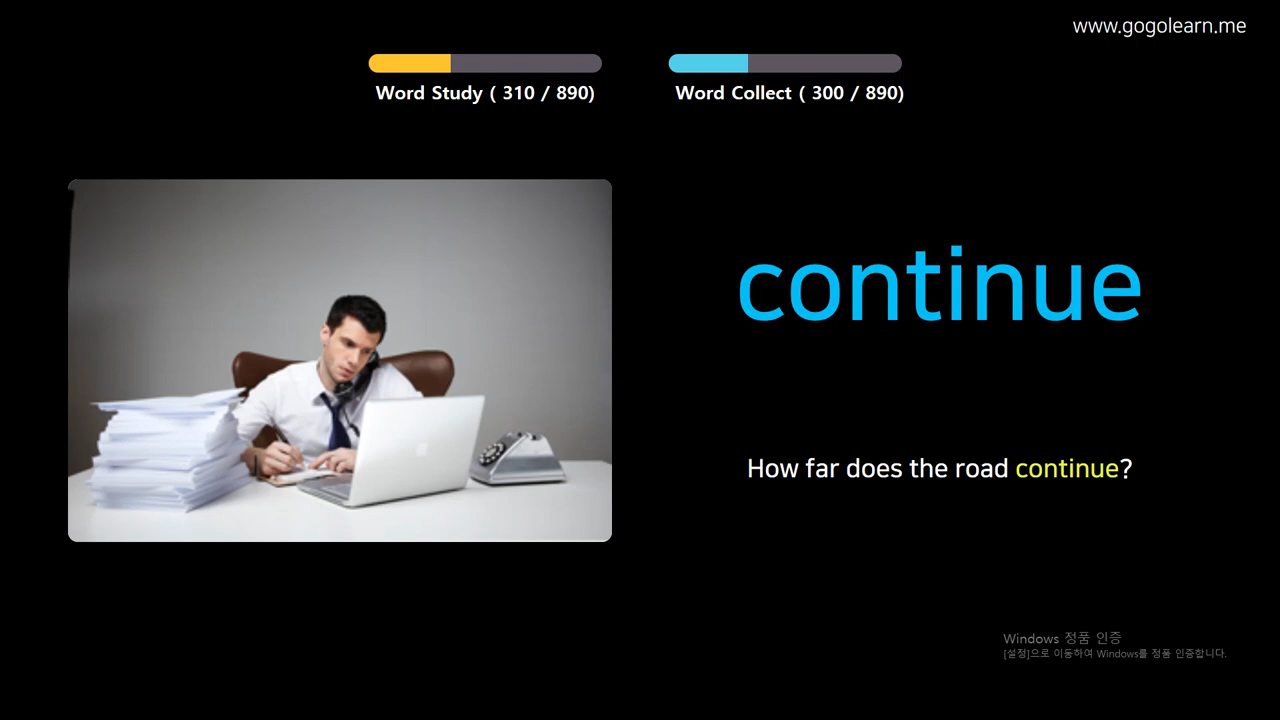 www.gogolearn.me
Word Study ( 310 / 890)
Word Collect ( 300 / 890)
continue
How far does the road continue?
Windows 정품 인증
[설정]으로 이동하여 Windows를 정품 인증합니다.